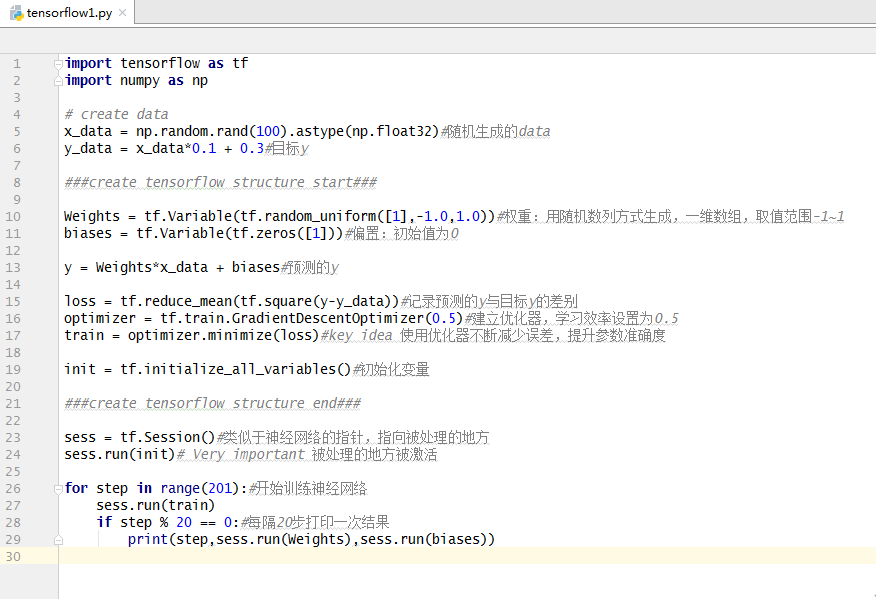 tensorflow1.py
1 import tensorflow as tf
2 import numpy as np
3
4 # create data
5 x_data = np.random.rand(100).astype(np.float32)#随机生成的data
6 y_data = x_data*0.1 + 0.3#目标y
7
8 ###create tensorflow structure start###
9
10 Weights = tf.Variable(tf.random_uniform([1],-1.0,1.0))#权重：用随机数列方式生成，一维数组，取值范围-1~1
11 biases = tf.Variable(tf.zeros([1]))#偏置：初始值为0
12
13 y = Weights*x_data + biases#预测的y
14
15 loss = tf.reduce_mean(tf.square(y-y_data))#记录预测的y与目标y的差别
16 optimizer = tf.train.GradientDescentOptimizer(0.5)#建立优化器，学习效率设置为0.5
17 train = optimizer.minimize(loss)#key idea 使用优化器不断减少误差，提升参数准确度
18
19 init = tf.initialize_all_variables()#初始化变量
20
21 ###create tensorflow structure end###
22
23 sess = tf.Session()#类似于神经网络的指针，指向被处理的地方
24 sess.run(init)# Very important 被处理的地方被激活
25
26 for step in range(201):#开始训练神经网络
27     sess.run(train)
28     if step % 20 == 0:#每隔20步打印一次结果
29         print(step,sess.run(Weights),sess.run(biases))
30